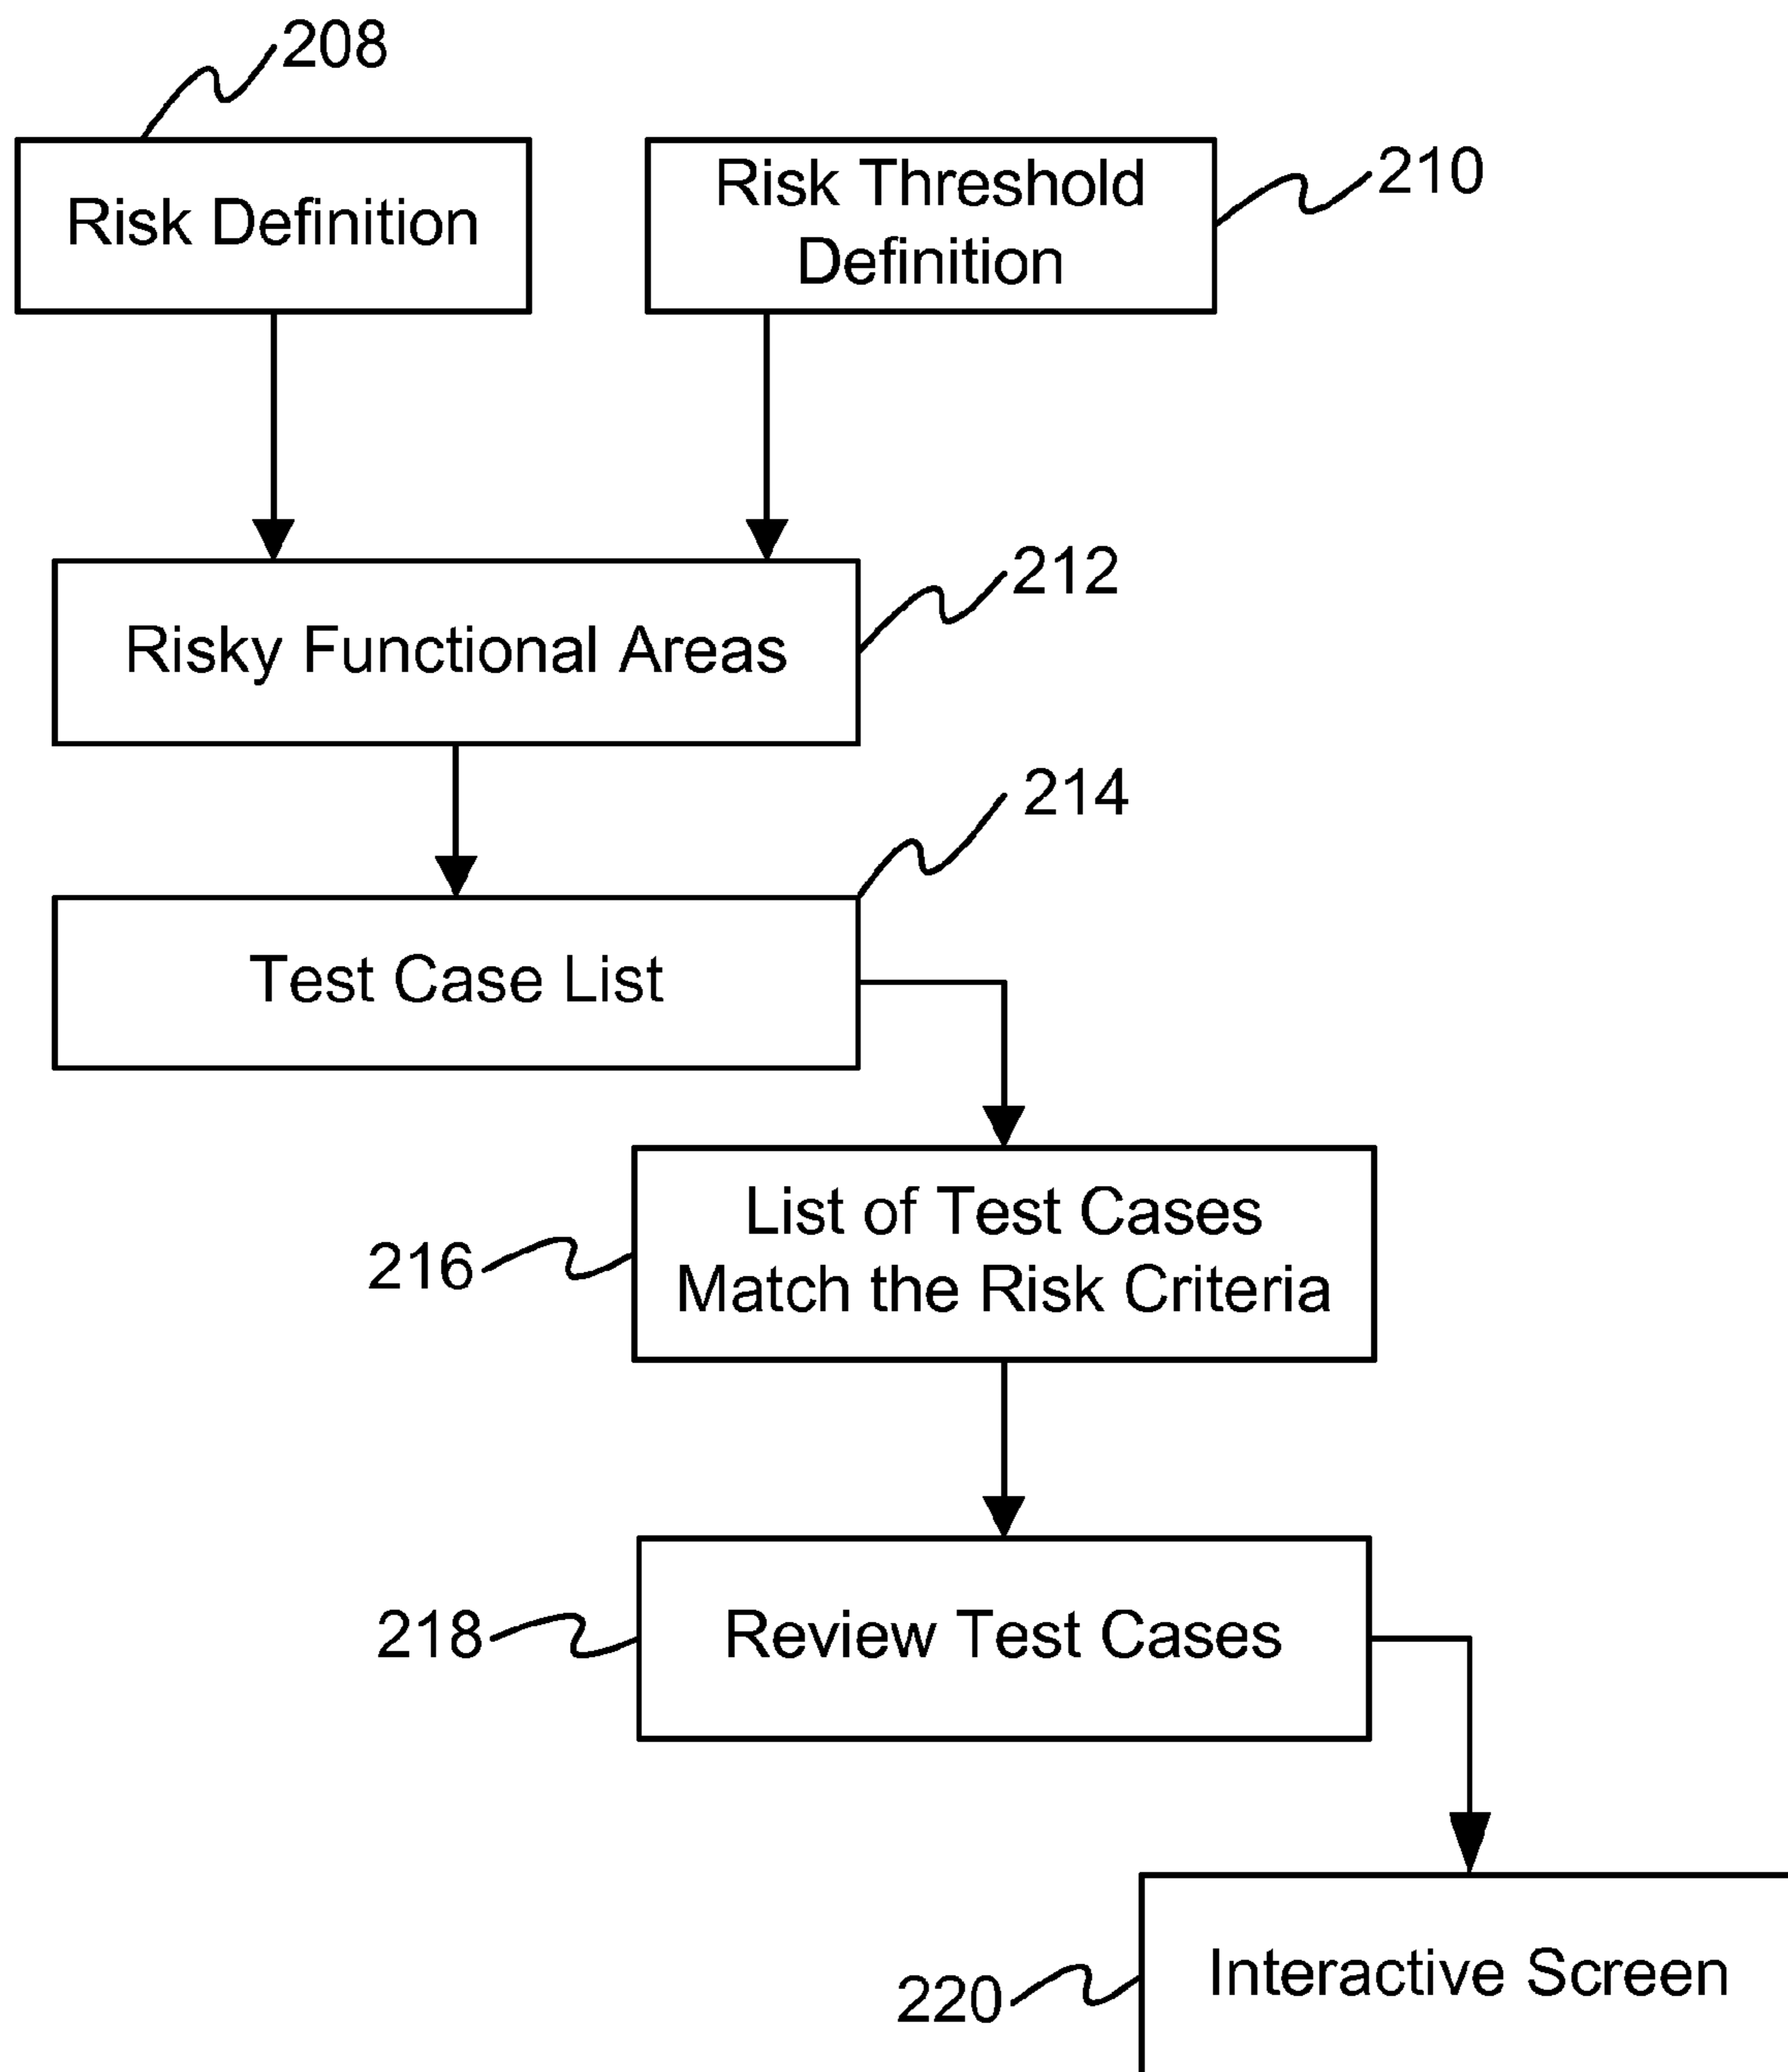 208
Risk Definition
Risk Threshold
Definition
210
Risky Functional Areas
212
214
Test Case List
List of Test Cases
Match the Risk Criteria
216
Review Test Cases
218
Interactive Screen
220